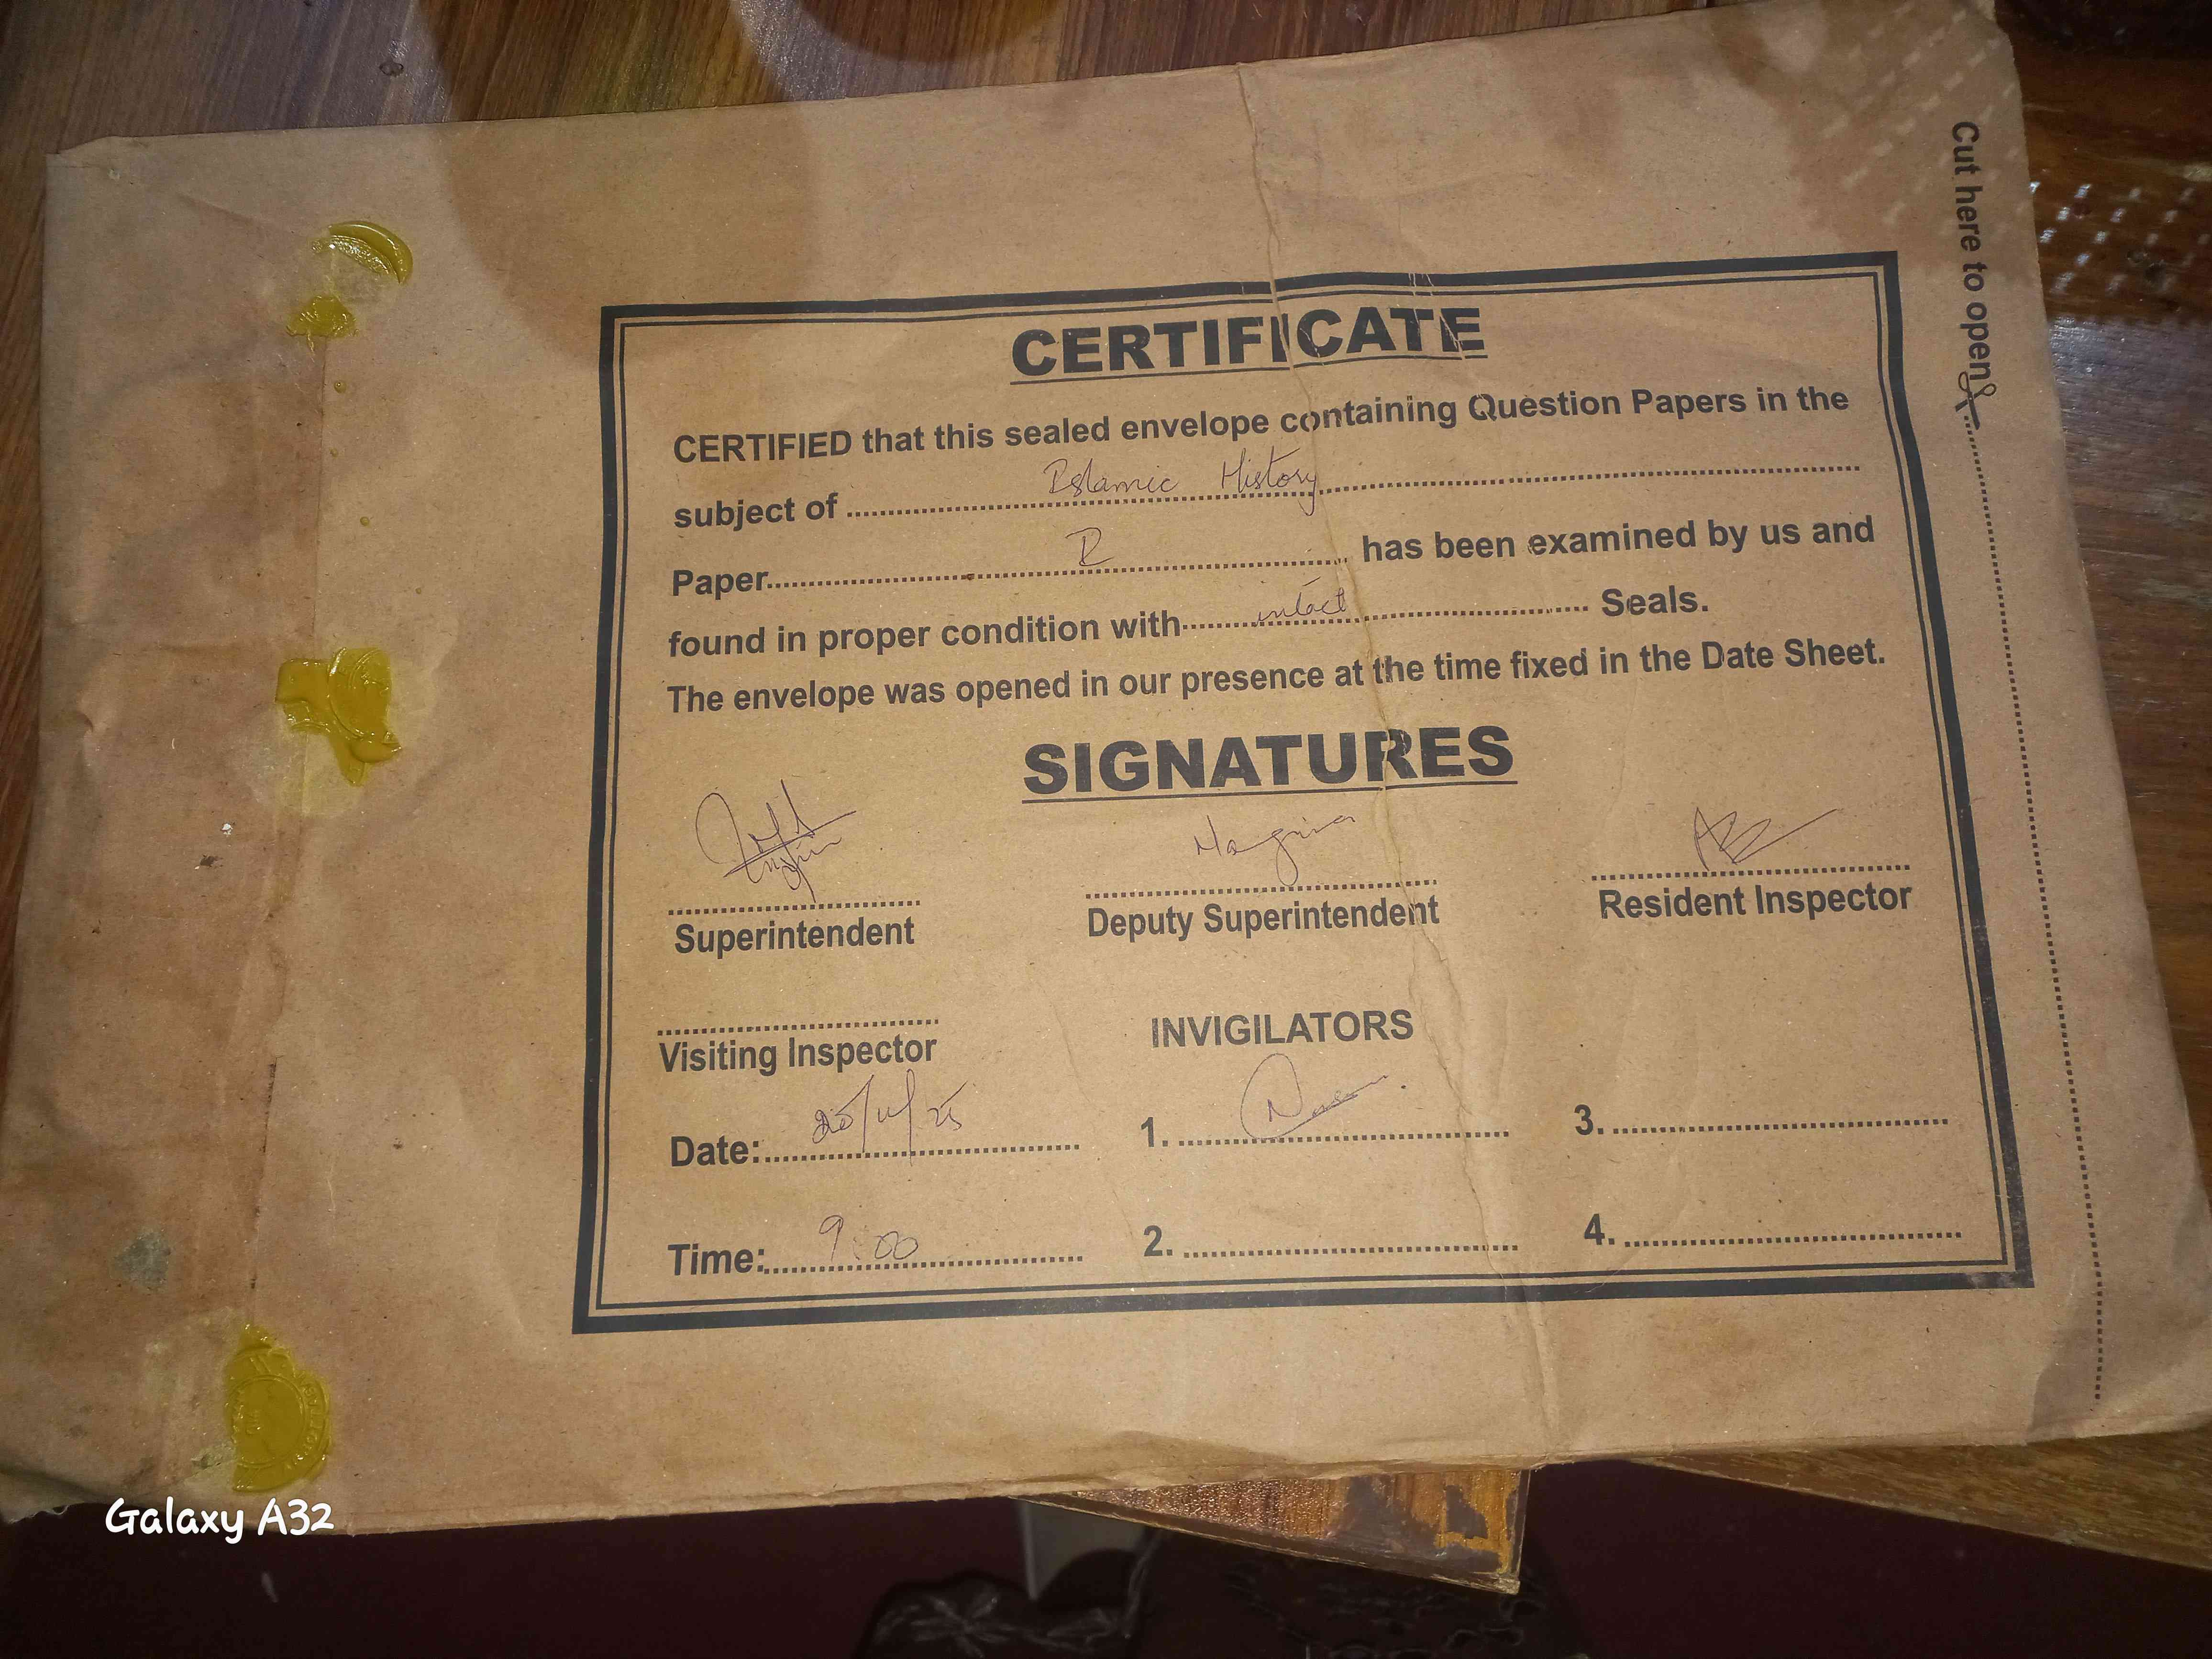 Cut here to open
CERTIFICATE
CERTIFIED that this sealed envelope containing Question Papers in the
subject of Islamic History
Paper has been examined by us and
found in proper condition with intact Seals.
The envelope was opened in our presence at the time fixed in the Date Sheet.
SIGNATURES
Superintendent Deputy Superintendent Resident Inspector
Visiting Inspector INVIGILATORS
Date: 1. 3.
Time: 9:00 2. 4.
Galaxy A32